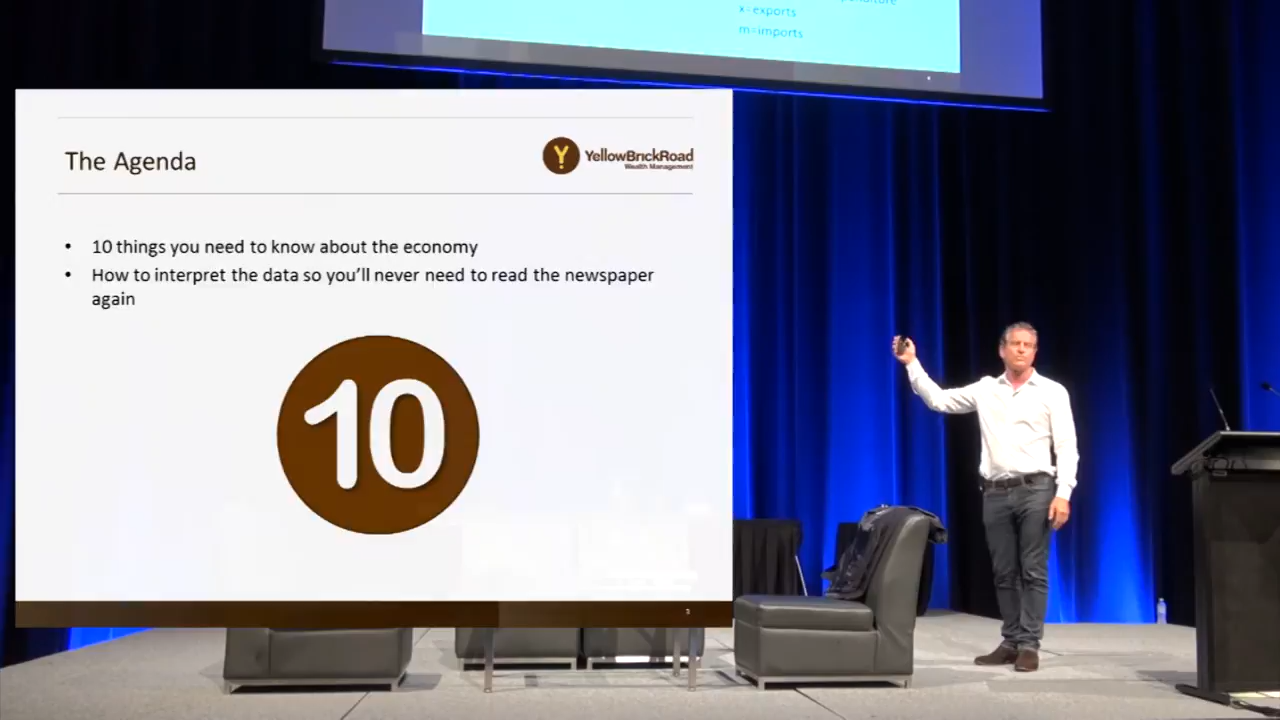 x=exports
m=imports
The Agenda
Y
YellowBrickRoad
Wealth Management
• 10 things you need to know about the economy
• How to interpret the data so you'll never need to read the newspaper
again
10
3